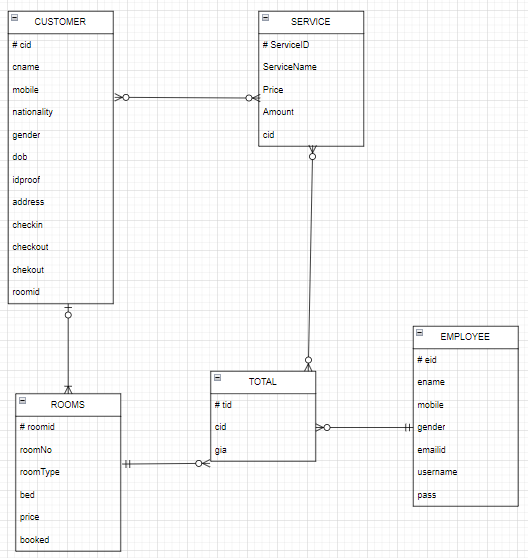 CUSTOMER
# cid
cname
mobile
nationality
gender
dob
idproof
address
checkin
checkout
chekout
roomid
SERVICE
# ServiceID
ServiceName
Price
Amount
cid
EMPLOYEE
# eid
ename
mobile
gender
emailid
username
pass
TOTAL
# tid
cid
gia
ROOMS
# roomid
roomNo
roomType
bed
price
booked